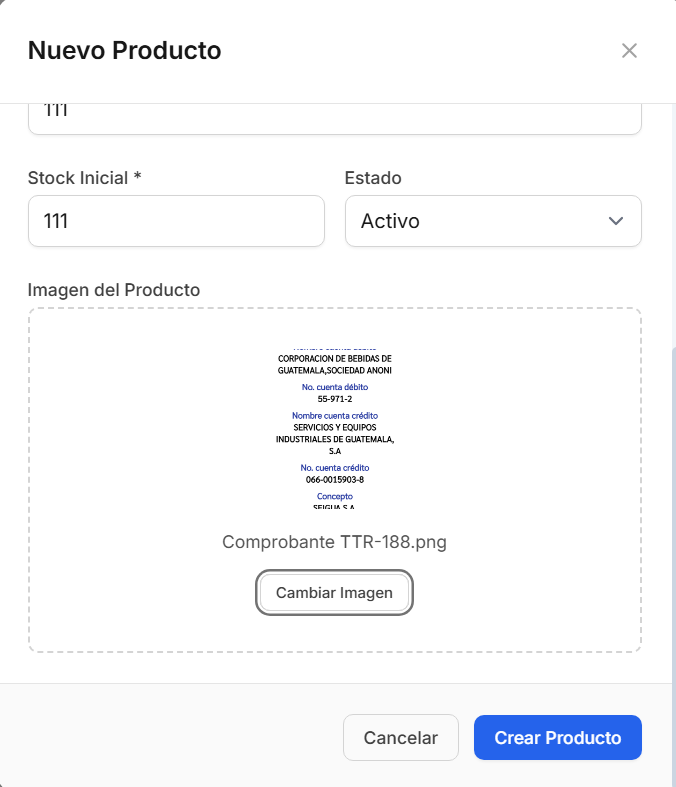 Nuevo Producto
111
Stock Inicial *
Estado
111
Activo
Imagen del Producto
CORPORACION DE BEBIDAS DE
GUATEMALA,SOCIEDAD ANONI
No. cuenta débito
55-971-2
Nombre cuenta crédito
SERVICIOS Y EQUIPOS
INDUSTRIALES DE GUATEMALA,
S.A
No. cuenta crédito
066-0015903-8
Concepto
Comprobante TTR-188.png
Cambiar Imagen
Cancelar
Crear Producto